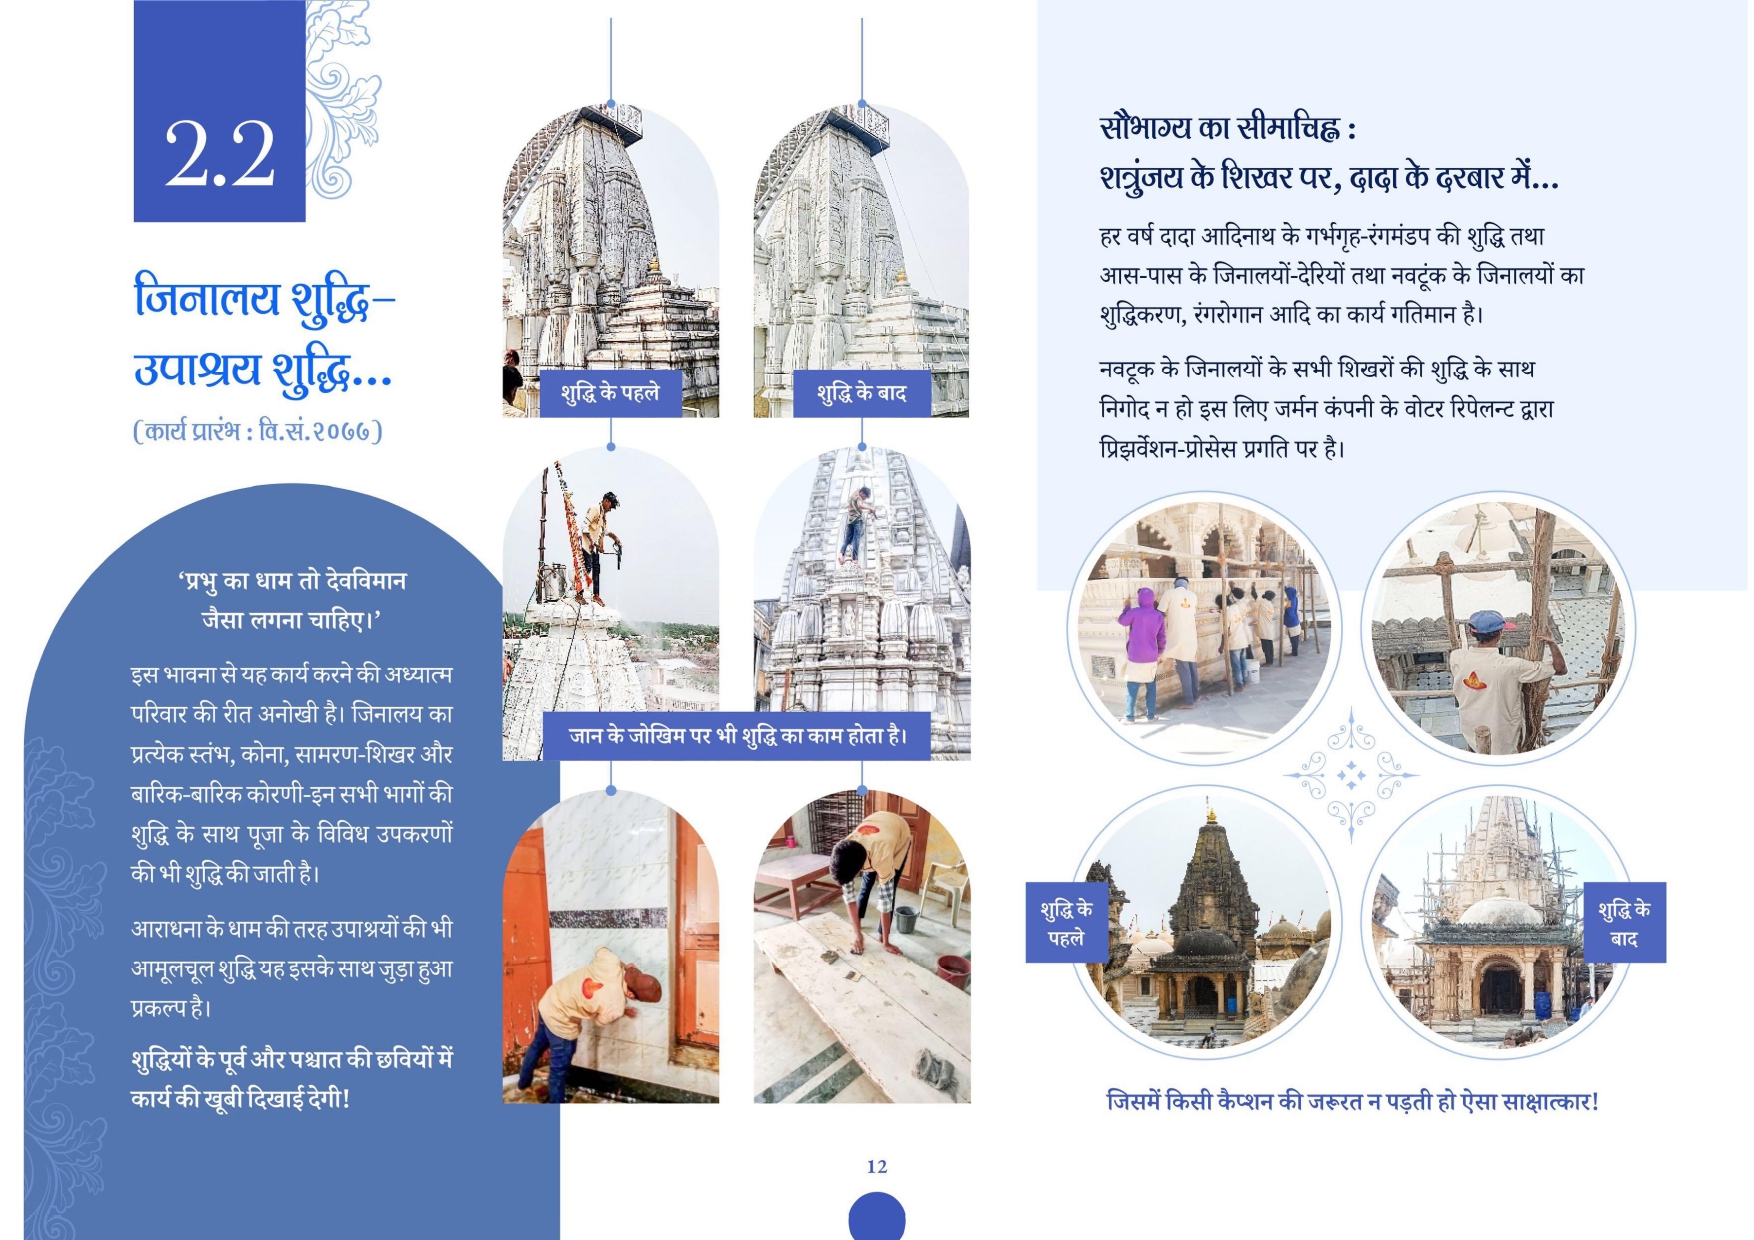 2.2
जिनालय शुद्धि–
उपाश्रय शुद्धि...
(कार्य प्रारंभ : वि.सं.२०७७)
‘प्रभु का धाम तो देवविमान
जैसा लगना चाहिए।’
इस भावना से यह कार्य करने की अध्यात्म
परिवार की रीत अनोखी है। जिनालय का
प्रत्येक स्तंभ, कोना, सामरण-शिखर और
बारिक-बारिक कोरणी-इन सभी भागों की
शुद्धि के साथ पूजा के विविध उपकरणों
की भी शुद्धि की जाती है।
आराधना के धाम की तरह उपाश्रयों की भी
आमूलचूल शुद्धि यह इसके साथ जुड़ा हुआ
प्रकल्प है।
शुद्धियों के पूर्व और पश्चात की छवियों में
कार्य की खूबी दिखाई देगी!
शुद्धि के पहले
शुद्धि के बाद
जान के जोखिम पर भी शुद्धि का काम होता है।
सौभाग्य का सीमाचिह्न :
शत्रुंजय के शिखर पर, दादा के दरबार में...
हर वर्ष दादा आदिनाथ के गर्भगृह-रंगमंडप की शुद्धि तथा
आस-पास के जिनालयों-देरियों तथा नवटूंक के जिनालयों का
शुद्धिकरण, रंगरोगान आदि का कार्य गतिमान है।
नवटूक के जिनालयों के सभी शिखरों की शुद्धि के साथ
निगोद न हो इस लिए जर्मन कंपनी के वोटर रिपेलन्ट द्वारा
प्रिझर्वेशन-प्रोसेस प्रगति पर है।
शुद्धि के
पहले
शुद्धि के
बाद
जिसमें किसी कैप्शन की जरूरत न पड़ती हो ऐसा साक्षात्कार!
12